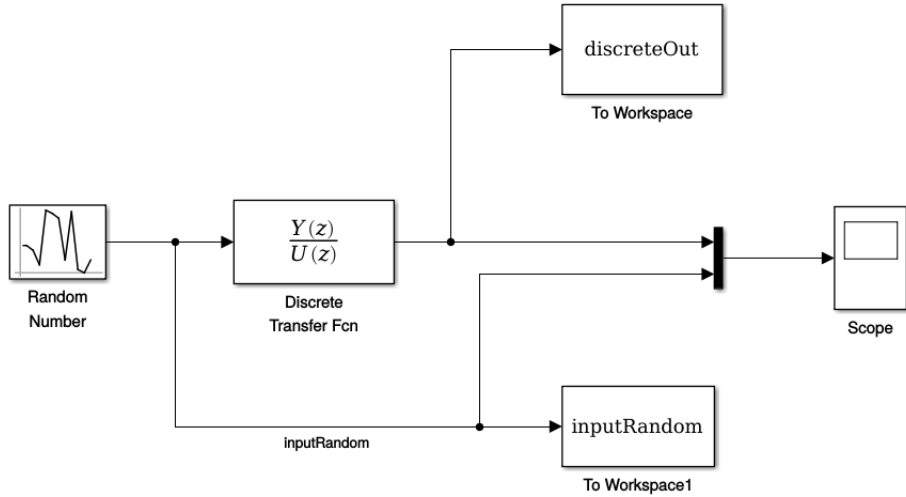 discreteOut
To Workspace
Random
Number
Y(z)
U(z)
Discrete
Transfer Fcn
Scope
inputRandom
inputRandom
To Workspace1